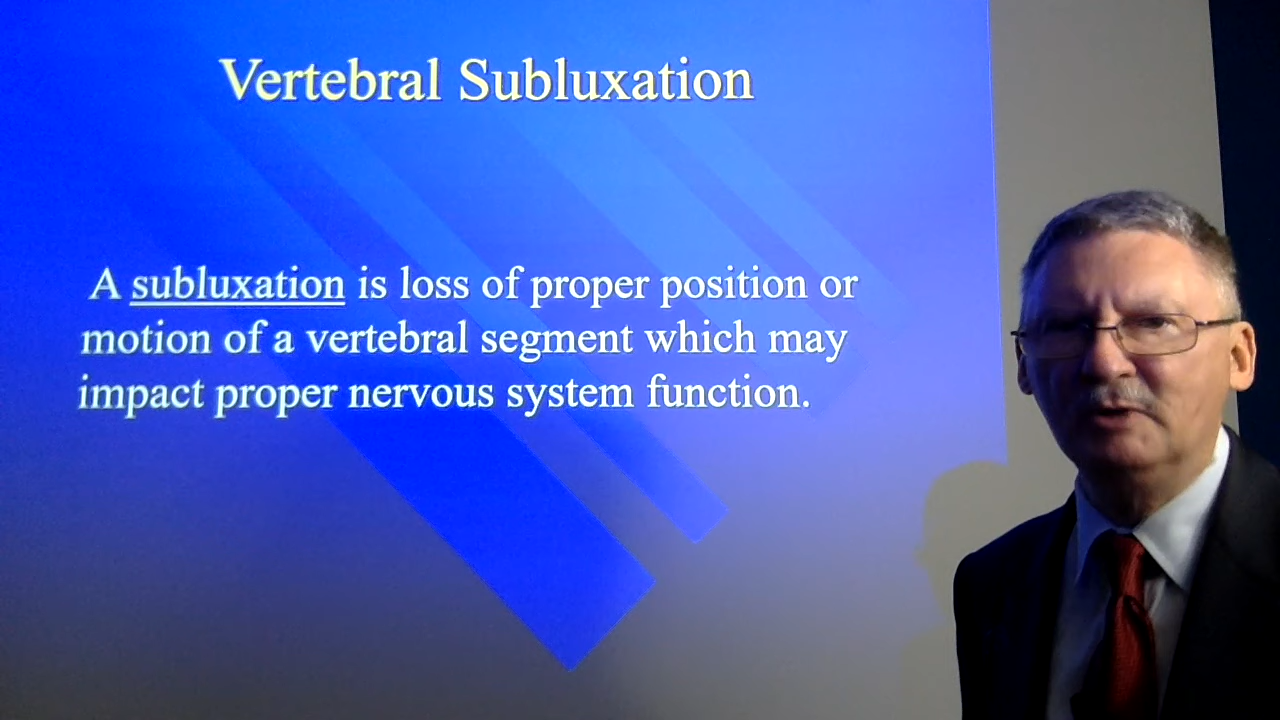 Vertebral Subluxation
A subluxation is loss of proper position or
motion of a vertebral segment which may
impact proper nervous system function.